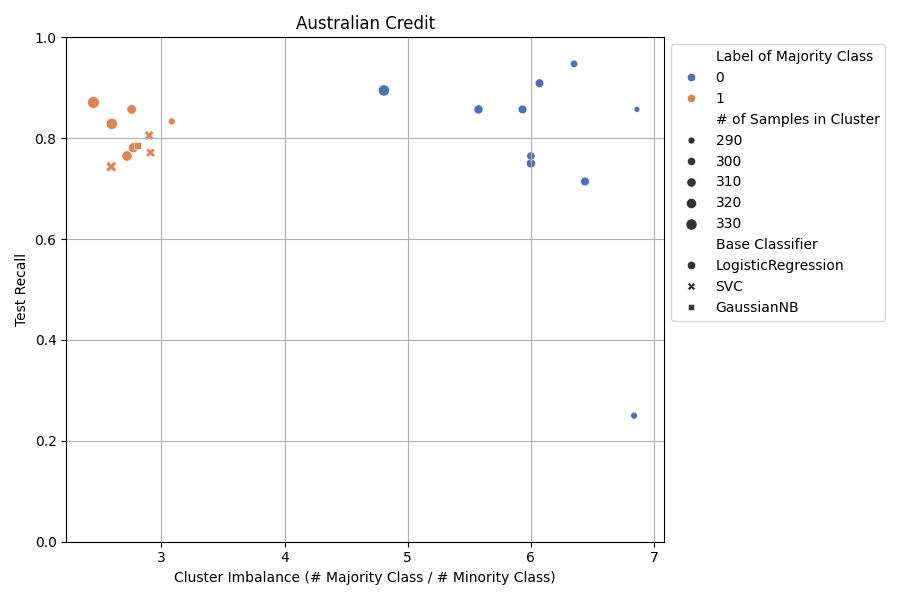 Australian Credit
1.0
0.8
0.6
0.4
0.2
0.0
Test Recall
3
4
5
6
7
Cluster Imbalance (# Majority Class / # Minority Class)
Label of Majority Class
0
1
# of Samples in Cluster
290
300
310
320
330
Base Classifier
LogisticRegression
SVC
GaussianNB